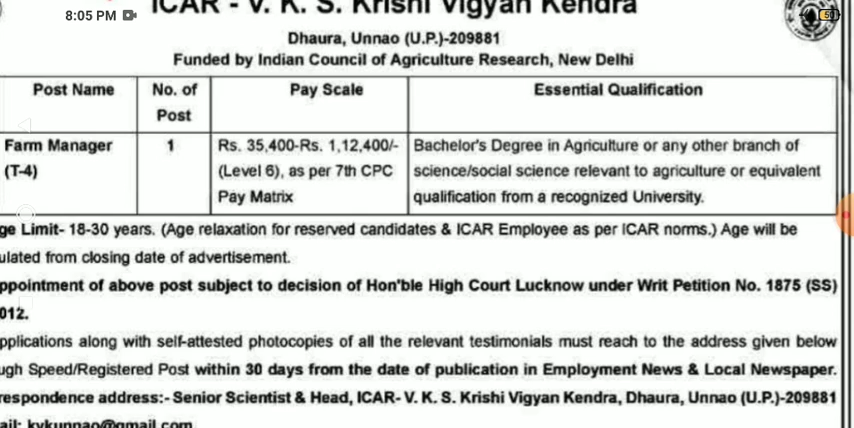 8:05 PM
ICAR - V. K. S. Krishi Vigyan Kendra
Dhaura, Unnao (U.P.)-209881
Funded by Indian Council of Agriculture Research, New Delhi
Post Name No. of Post Pay Scale Essential Qualification
Farm Manager (T-4) 1 Rs. 35,400-Rs. 1,12,400/- (Level 6), as per 7th CPC Pay Matrix Bachelor's Degree in Agriculture or any other branch of science/social science relevant to agriculture or equivalent qualification from a recognized University.
ge Limit- 18-30 years. (Age relaxation for reserved candidates & ICAR Employee as per ICAR norms.) Age will be
ulated from closing date of advertisement.
ppointment of above post subject to decision of Hon'ble High Court Lucknow under Writ Petition No. 1875 (SS)
012.
pplications along with self-attested photocopies of all the relevant testimonials must reach to the address given below
ugh Speed/Registered Post within 30 days from the date of publication in Employment News & Local Newspaper.
respondence address:- Senior Scientist & Head, ICAR- V. K. S. Krishi Vigyan Kendra, Dhaura, Unnao (U.P.)-209881
ail: kvkunnao@gmail.com